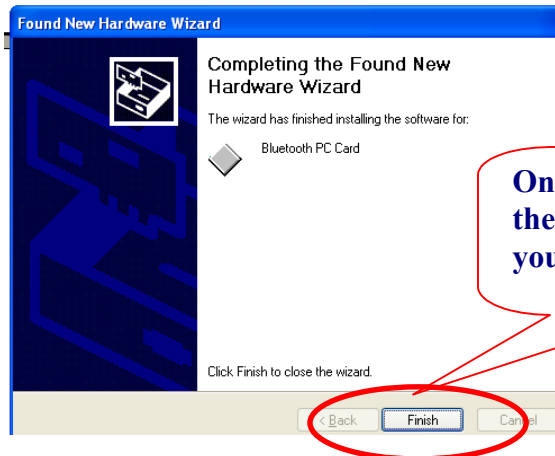 Found New Hardware Wizard
Completing the Found New
Hardware Wizard
The wizard has finished installing the software for:
Bluetooth PC Card
On
the
you
Click Finish to close the wizard.
< Back
Finish
Cancel